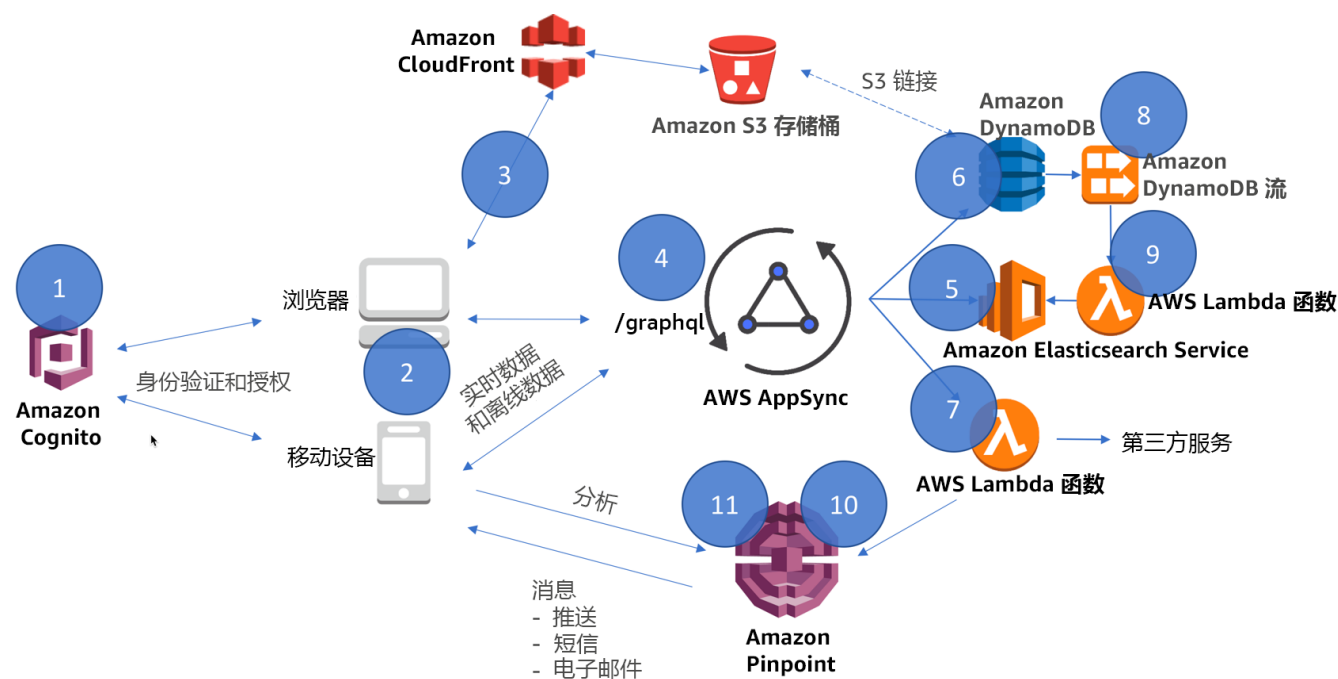 Amazon
CloudFront
Amazon S3 存储桶
S3 链接
Amazon
DynamoDB
8
Amazon
DynamoDB 流
3
6
4
/graphql
AWS AppSync
1
Amazon
Cognito
身份验证和授权
浏览器
2
移动设备
实时数据
和离线数据
5
Amazon Elasticsearch Service
9
AWS Lambda 函数
7
AWS Lambda 函数
第三方服务
分析
11
10
Amazon
Pinpoint
消息
- 推送
- 短信
- 电子邮件